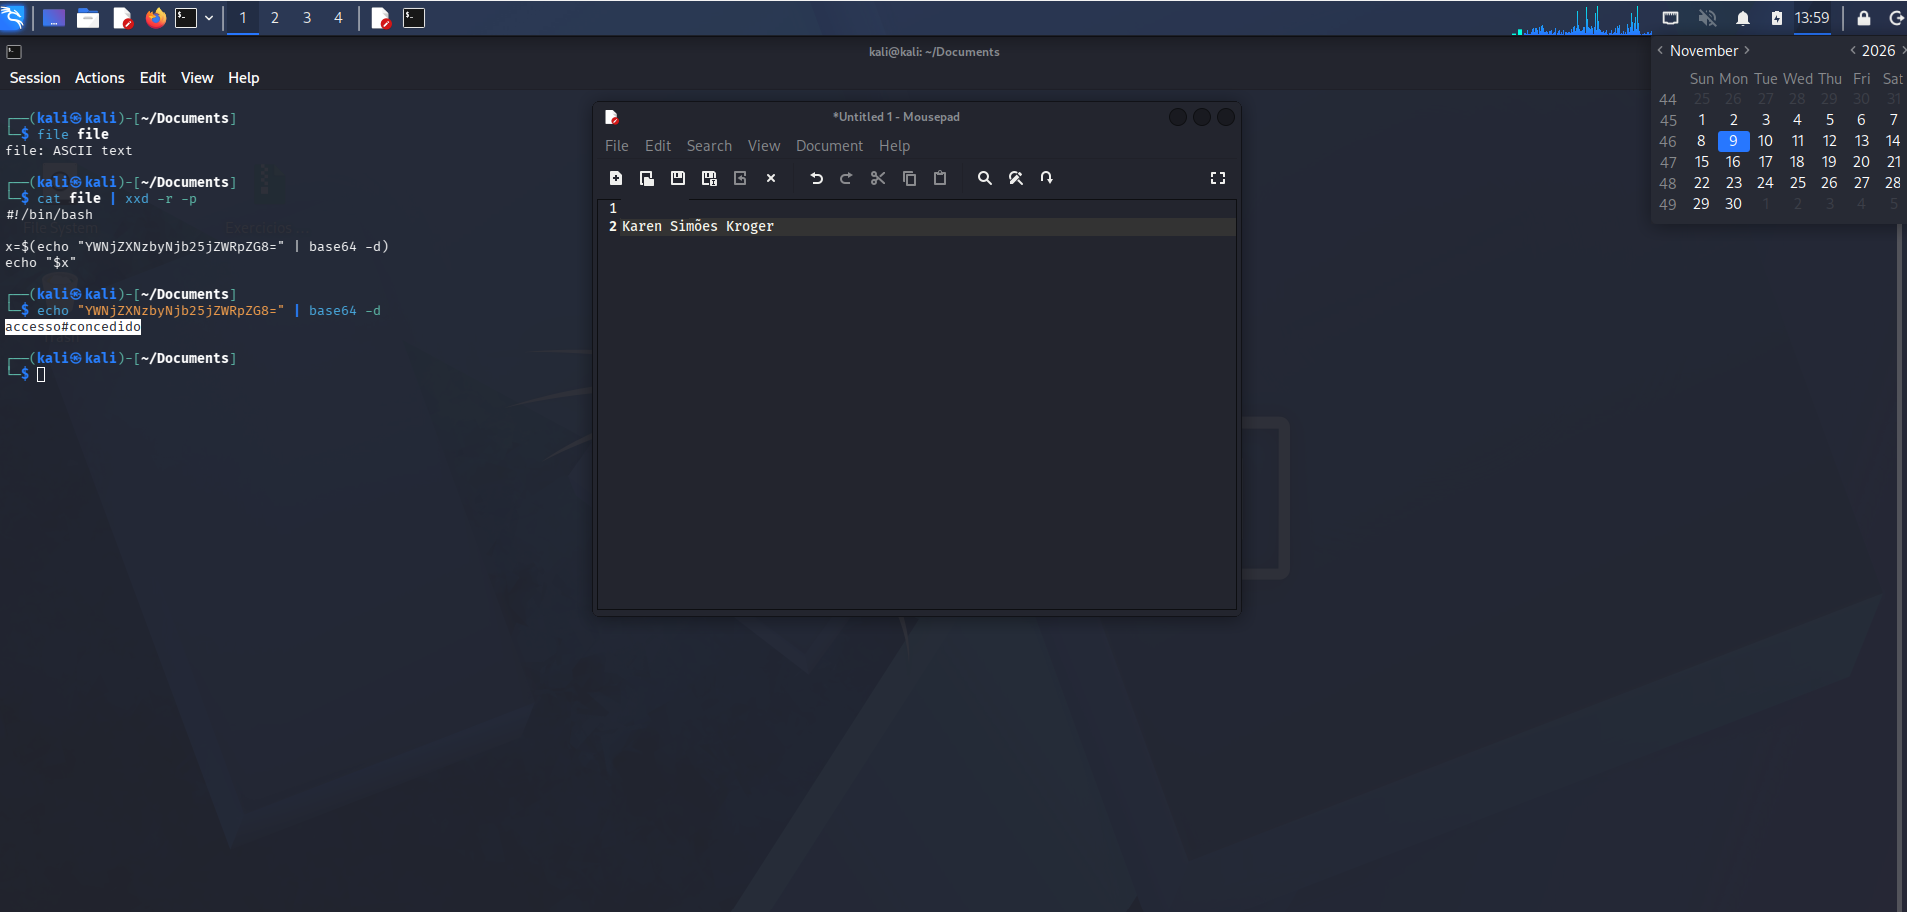 1 2 3 4
13:59
kali@kali: ~/Documents
Session Actions Edit View Help
┌──(kali㉿kali)-[~/Documents]
└─$ file file
file: ASCII text
┌──(kali㉿kali)-[~/Documents]
└─$ cat file | xxd -r -p
#!/bin/bash
x=$(echo "YWNjZXNzbyNjb25jZWRpZG8=" | base64 -d)
echo "$x"
┌──(kali㉿kali)-[~/Documents]
└─$ echo "YWNjZXNzbyNjb25jZWRpZG8=" | base64 -d
accesso#concedido
┌──(kali㉿kali)-[~/Documents]
└─$
File System
Exercicios
Trash
*Untitled 1 - Mousepad
File Edit Search View Document Help
1
2 Karen Simões Kroger
November 2026
Sun Mon Tue Wed Thu Fri Sat
44 25 26 27 28 29 30 31
45 1 2 3 4 5 6 7
46 8 9 10 11 12 13 14
47 15 16 17 18 19 20 21
48 22 23 24 25 26 27 28
49 29 30 1 2 3 4 5